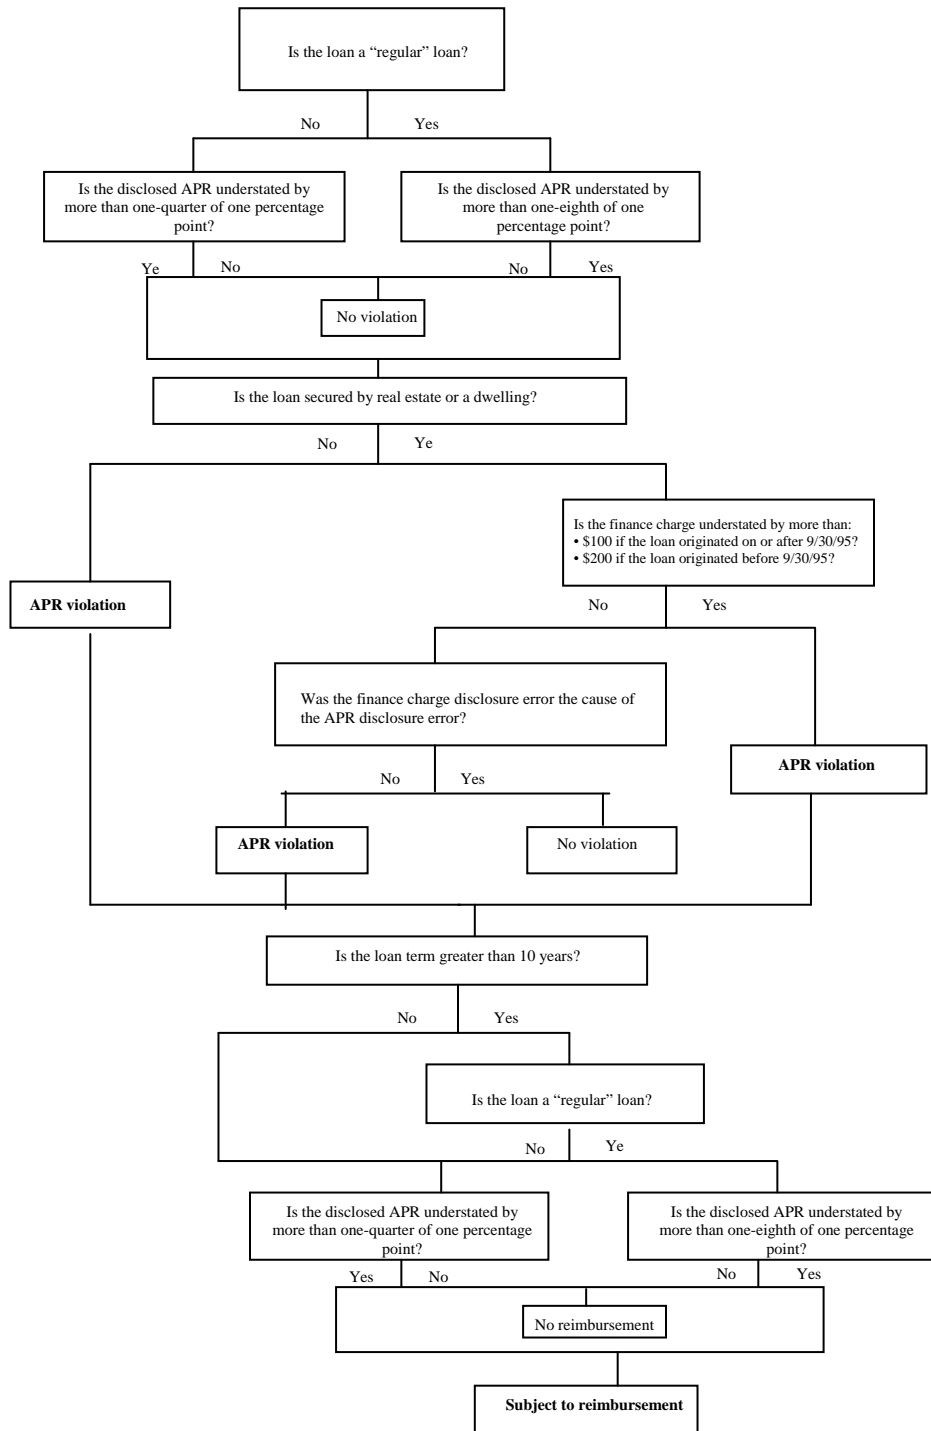 Is the loan a “regular” loan?
No
Yes
Is the disclosed APR understated by
more than one-quarter of one percentage
point?
Is the disclosed APR understated by
more than one-eighth of one
percentage point?
Ye
No
No
Yes
No violation
Is the loan secured by real estate or a dwelling?
No
Ye
Is the finance charge understated by more than:
• $100 if the loan originated on or after 9/30/95?
• $200 if the loan originated before 9/30/95?
APR violation
No
Yes
Was the finance charge disclosure error the cause of
the APR disclosure error?
APR violation
No
Yes
APR violation
No violation
Is the loan term greater than 10 years?
No
Yes
Is the loan a “regular” loan?
No
Ye
Is the disclosed APR understated by
more than one-quarter of one percentage
point?
Is the disclosed APR understated by
more than one-eighth of one percentage
point?
Yes
No
No
Yes
No reimbursement
Subject to reimbursement